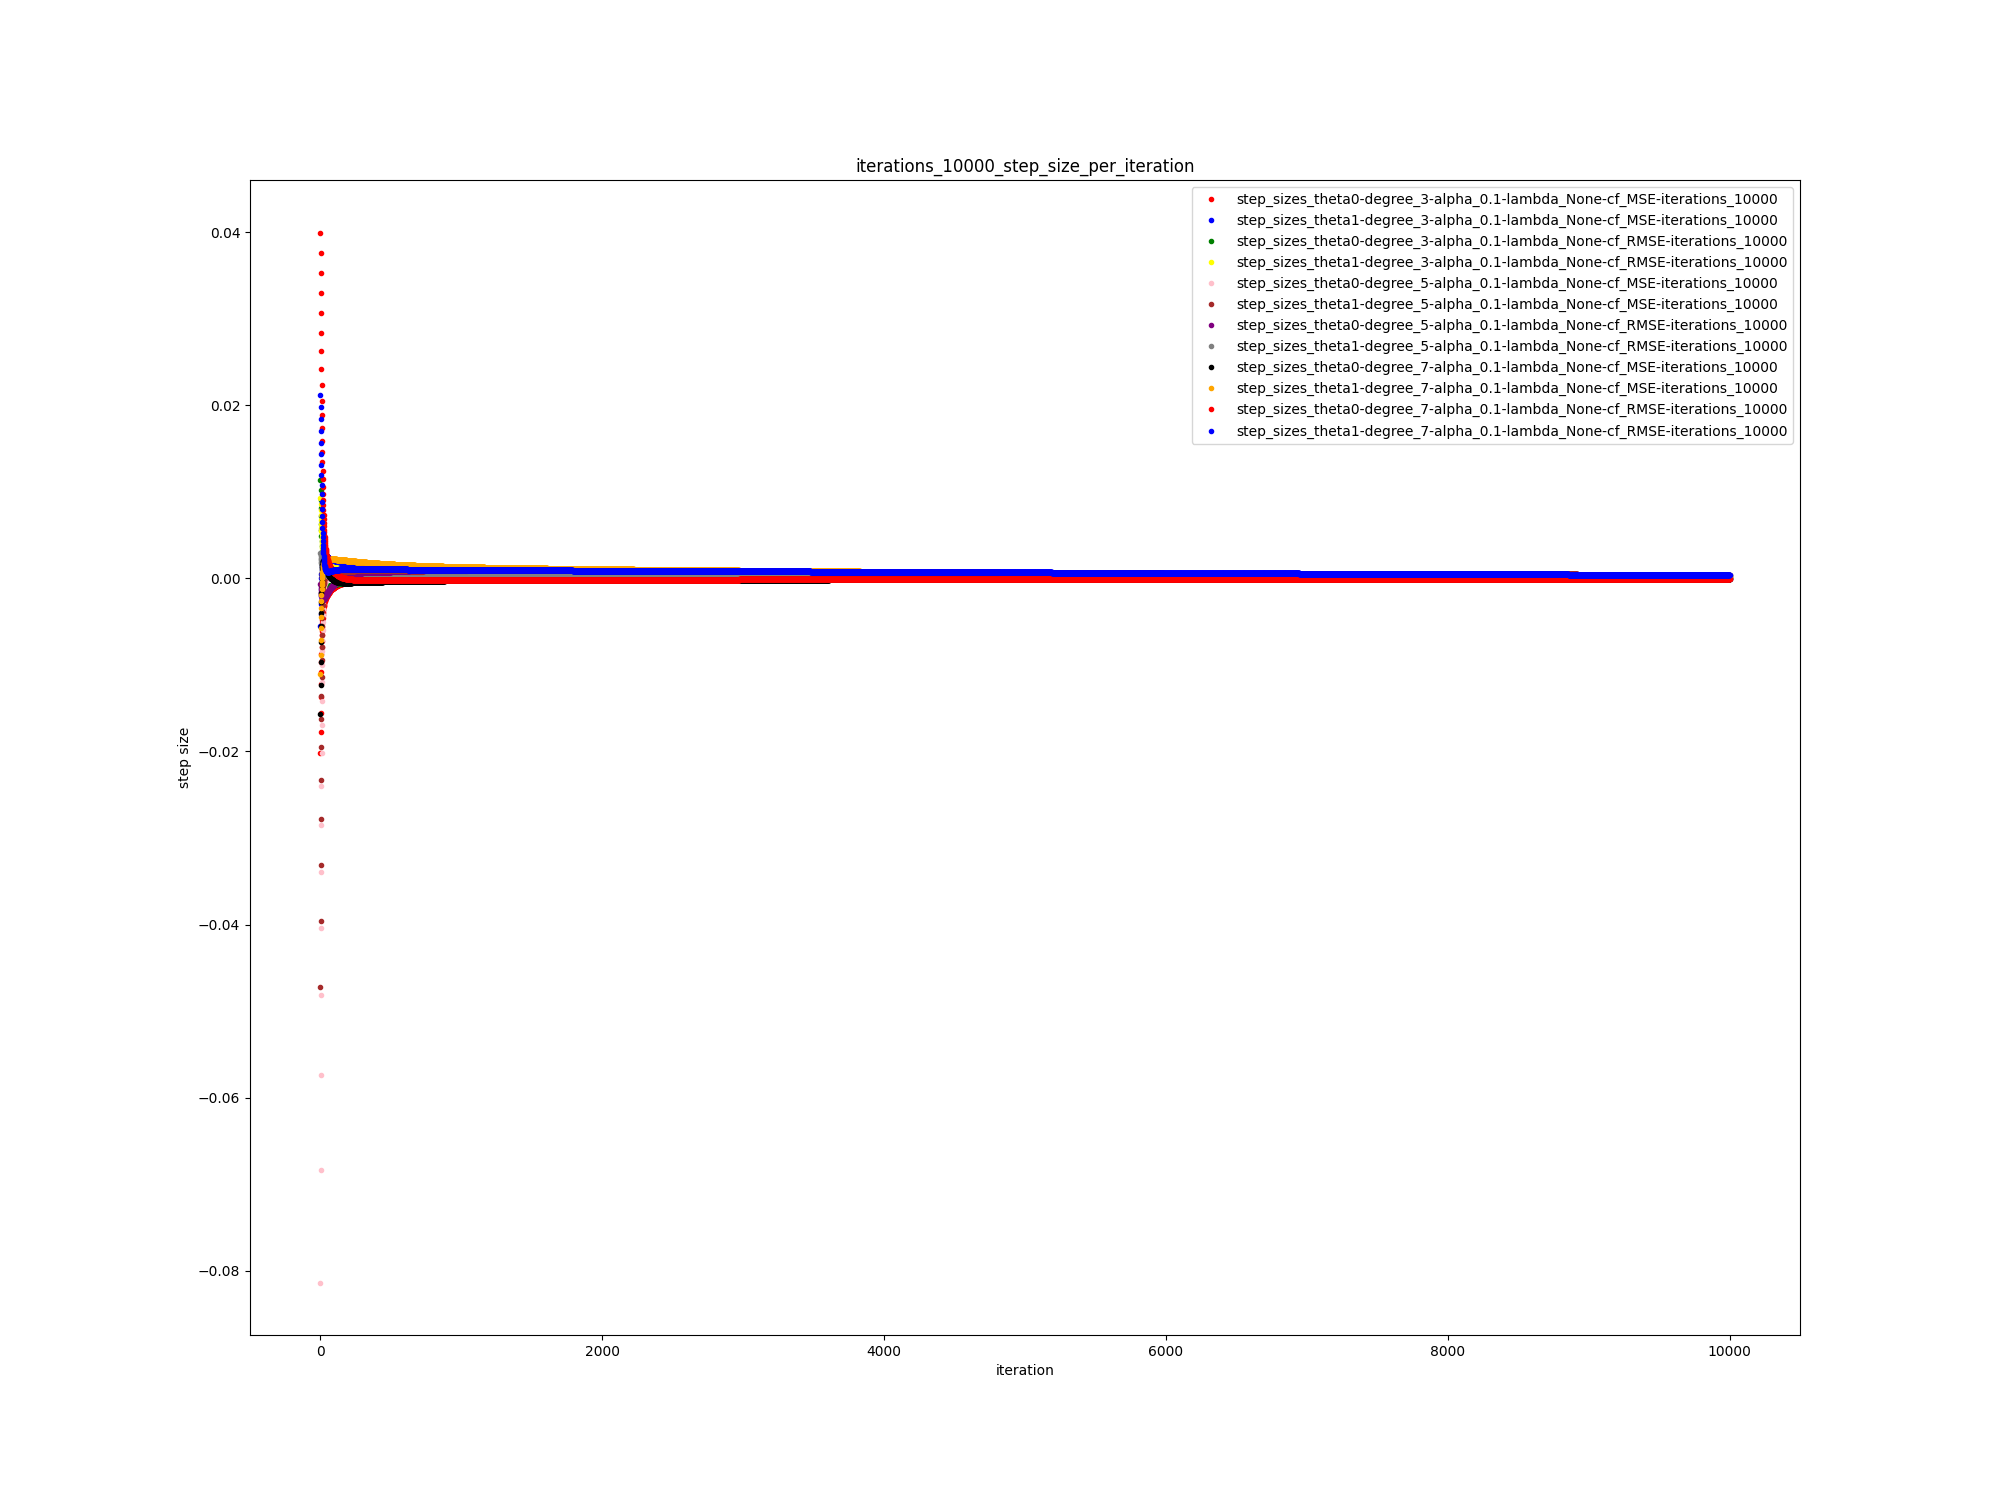 iterations_10000_step_size_per_iteration
step_sizes_theta0-degree_3-alpha_0.1-lambda_None-cf_MSE-iterations_10000
step_sizes_theta1-degree_3-alpha_0.1-lambda_None-cf_MSE-iterations_10000
step_sizes_theta0-degree_3-alpha_0.1-lambda_None-cf_RMSE-iterations_10000
step_sizes_theta1-degree_3-alpha_0.1-lambda_None-cf_RMSE-iterations_10000
step_sizes_theta0-degree_5-alpha_0.1-lambda_None-cf_MSE-iterations_10000
step_sizes_theta1-degree_5-alpha_0.1-lambda_None-cf_MSE-iterations_10000
step_sizes_theta0-degree_5-alpha_0.1-lambda_None-cf_RMSE-iterations_10000
step_sizes_theta1-degree_5-alpha_0.1-lambda_None-cf_RMSE-iterations_10000
step_sizes_theta0-degree_7-alpha_0.1-lambda_None-cf_MSE-iterations_10000
step_sizes_theta1-degree_7-alpha_0.1-lambda_None-cf_MSE-iterations_10000
step_sizes_theta0-degree_7-alpha_0.1-lambda_None-cf_RMSE-iterations_10000
step_sizes_theta1-degree_7-alpha_0.1-lambda_None-cf_RMSE-iterations_10000
0.04
0.02
0.00
−0.02
−0.04
−0.06
−0.08
step size
0
2000
4000
6000
8000
10000
iteration